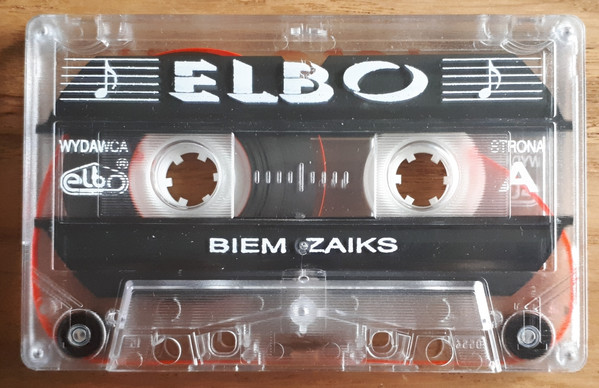 ELBO
WYDAWCA
elbo®
STRONA
A
BIEM ZAIKS